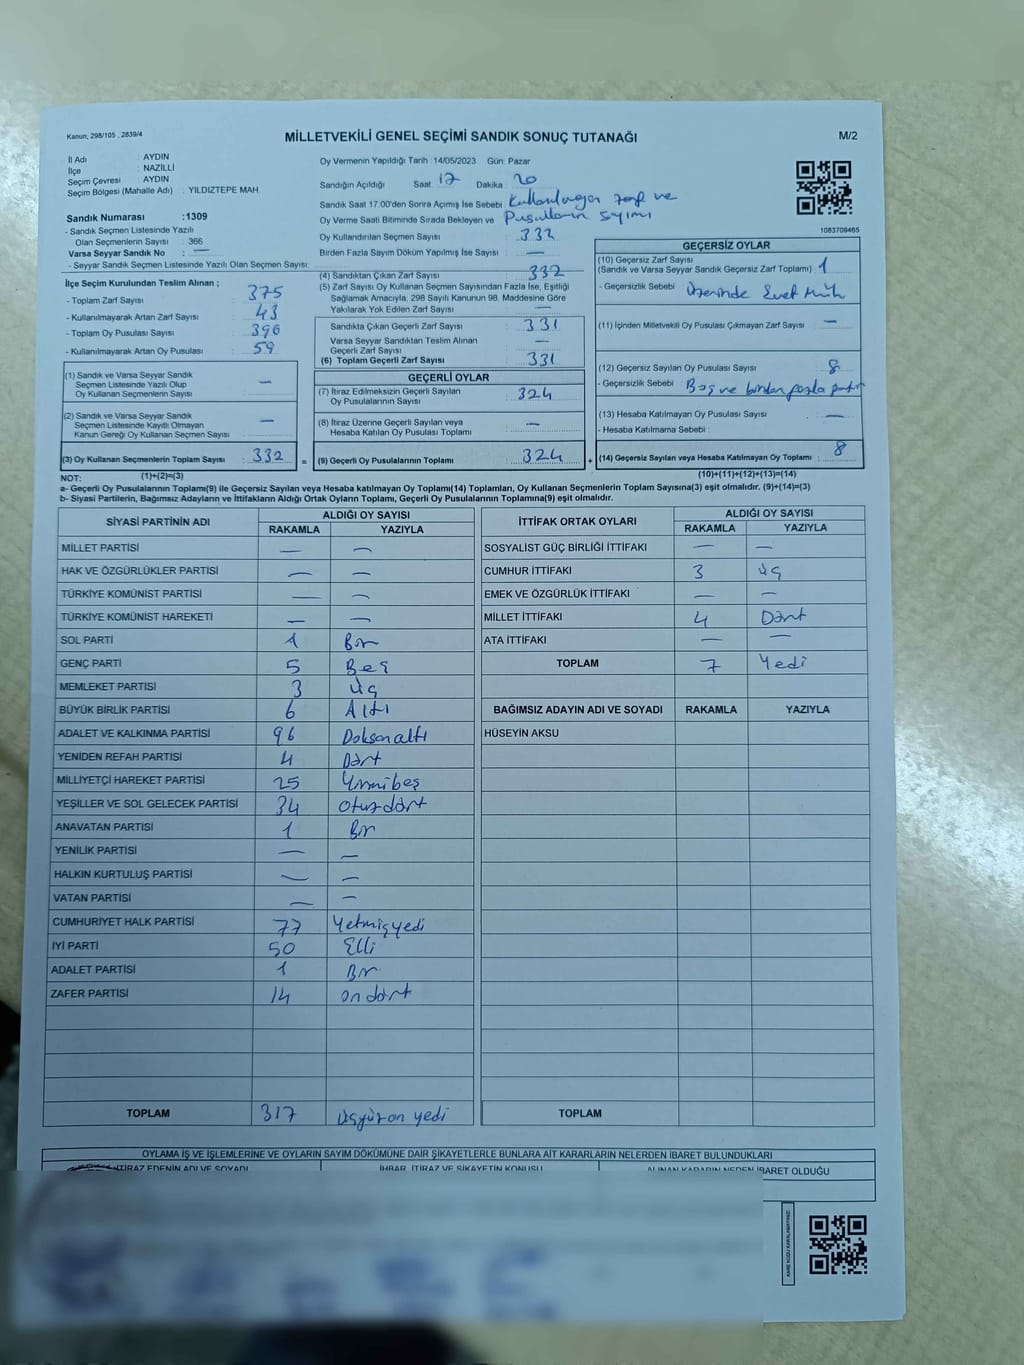 Kanun; 298/105 , 2839/4
MİLLETVEKİLİ GENEL SEÇİMİ SANDIK SONUÇ TUTANAĞI
M/2
İl Adı : AYDIN
İlçe : NAZİLLİ
Seçim Çevresi : AYDIN
Seçim Bölgesi (Mahalle Adı) : YILDIZTEPE MAH.
Sandık Numarası :1309
- Sandık Seçmen Listesinde Yazılı
Olan Seçmenlerin Sayısı : 366
Varsa Seyyar Sandık No : —
- Seyyar Sandık Seçmen Listesinde Yazılı Olan Seçmen Sayısı:
Oy Vermenin Yapıldığı Tarih :14/05/2023 Gün: Pazar
Sandığın Açıldığı Saat: 17 Dakika : 20
Sandık Saat 17.00'den Sonra Açımış İse Sebebi: Kullanılmayan zarf ve
Oy Verme Saati Bitiminde Sırada Bekleyen ve Pusulların sayımı
Oy Kullandırılan Seçmen Sayısı : 332
Birden Fazla Sayım Döküm Yapılmış İse Sayısı : —
1083709465
İlçe Seçim Kurulundan Teslim Alınan ;
- Toplam Zarf Sayısı : 375
- Kullanılmayarak Artan Zarf Sayısı : 43
- Toplam Oy Pusulası Sayısı : 396
- Kullanılmayarak Artan Oy Pusulası : 59
(1) Sandık ve Varsa Seyyar Sandık
Seçmen Listesinde Yazılı Olup
Oy Kullanan Seçmenlerin Sayısı : —
(2) Sandık ve Varsa Seyyar Sandık
Seçmen Listesinde Kayıtlı Olmayan
Kanun Gereği Oy Kullanan Seçmen Sayısı : —
(3) Oy Kullanan Seçmenlerin Toplam Sayısı : 332 =
(1)+(2)=(3)
(4) Sandıktan Çıkan Zarf Sayısı : 332
(5) Zarf Sayısı Oy Kullanan Seçmen Sayısından Fazla İse, Eşitliği
Sağlamak Amacıyla, 298 Sayılı Kanunun 98. Maddesine Göre
Yakılarak Yok Edilen Zarf Sayısı : —
Sandıkta Çıkan Geçerli Zarf Sayısı : 331
Varsa Seyyar Sandıktan Teslim Alınan
Geçerli Zarf Sayısı : —
(6) Toplam Geçerli Zarf Sayısı : 331
GEÇERLİ OYLAR
(7) İtiraz Edilmeksizin Geçerli Sayılan
Oy Pusulalarının Sayısı : 324
(8) İtiraz Üzerine Geçerli Sayılan veya
Hesaba Katılan Oy Pusulası Toplamı : —
(9) Geçerli Oy Pusulalarının Toplamı : 324 +
GEÇERSİZ OYLAR
(10) Geçersiz Zarf Sayısı
(Sandık ve Varsa Seyyar Sandık Geçersiz Zarf Toplamı) : 1
- Geçersizlik Sebebi : Üzerinde Evet Mührü
(11) İçinden Milletvekili Oy Pusulası Çıkmayan Zarf Sayısı : —
(12) Geçersiz Sayılan Oy Pusulası Sayısı : 8
- Geçersizlik Sebebi : Boş ve birden fazla
(13) Hesaba Katılmayan Oy Pusulası Sayısı : —
- Hesaba Katılmama Sebebi :
(14) Geçersiz Sayılan veya Hesaba Katılmayan Oy Toplamı : 8
(10)+(11)+(12)+(13)=(14)
NOT:
a- Geçerli Oy Pusulalarının Toplamı(9) ile Geçersiz Sayılan veya Hesaba katılmayan Oy Toplamı(14) Toplamları, Oy Kullanan Seçmenlerin Toplam Sayısına(3) eşit olmalıdır. (9)+(14)=(3)
b- Siyasi Partilerin, Bağımsız Adayların ve İttifakların Aldığı Ortak Oyların Toplamı, Geçerli Oy Pusulalarının Toplamına(9) eşit olmalıdır.
SİYASİ PARTİNİN ADI ALDIĞI OY SAYISI
RAKAMLA YAZIYLA
MİLLET PARTİSİ — —
HAK VE ÖZGÜRLÜKLER PARTİSİ — —
TÜRKİYE KOMÜNİST PARTİSİ — —
TÜRKİYE KOMÜNİST HAREKETİ — —
SOL PARTİ 1 Bir
GENÇ PARTİ 5 Beş
MEMLEKET PARTİSİ 3 üç
BÜYÜK BİRLİK PARTİSİ 6 Altı
ADALET VE KALKINMA PARTİSİ 96 Doksanaltı
YENİDEN REFAH PARTİSİ 4 Dört
MİLLİYETÇİ HAREKET PARTİSİ 25 Yirmibeş
YEŞİLLER VE SOL GELECEK PARTİSİ 34 otuzdört
ANAVATAN PARTİSİ 1 Bir
YENİLİK PARTİSİ — —
HALKIN KURTULUŞ PARTİSİ — —
VATAN PARTİSİ — —
CUMHURİYET HALK PARTİSİ 77 Yetmişyedi
İYİ PARTİ 50 Elli
ADALET PARTİSİ 1 Bir
ZAFER PARTİSİ 14 ondört
TOPLAM 317 üçyüzon yedi
İTTİFAK ORTAK OYLARI ALDIĞI OY SAYISI
RAKAMLA YAZIYLA
SOSYALİST GÜÇ BİRLİĞİ İTTİFAKI — —
CUMHUR İTTİFAKI 3 üç
EMEK VE ÖZGÜRLÜK İTTİFAKI — —
MİLLET İTTİFAKI 4 Dört
ATA İTTİFAKI — —
TOPLAM 7 Yedi
BAĞIMSIZ ADAYIN ADI VE SOYADI RAKAMLA YAZIYLA
HÜSEYİN AKSU
TOPLAM
OYLAMA İŞ VE İŞLEMLERİNE VE OYLARIN SAYIM DÖKÜMÜNE DAİR ŞİKAYETLERLE BUNLARA AİT KARARLARIN NELERDEN İBARET BULUNDUKLARI
İTİRAZ EDENİN ADI VE SOYADI İHBAR, İTİRAZ VE ŞİKAYETİN KONUSU ALINAN KARARIN NEDEN İBARET OLDUĞU